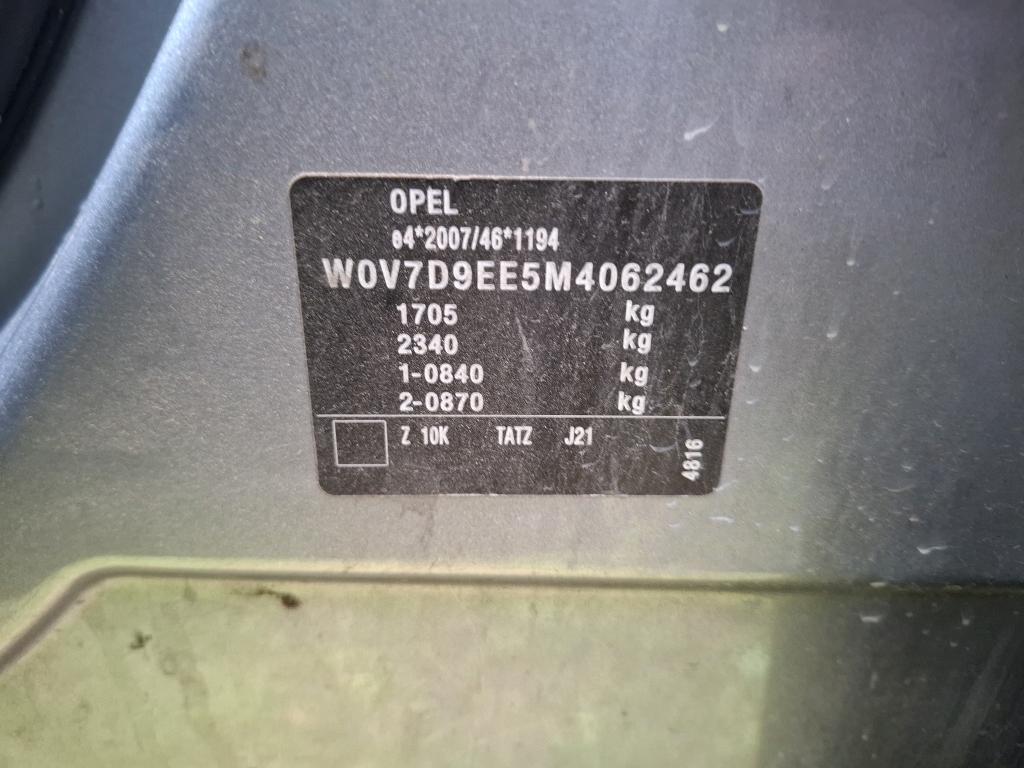 OPEL
e4*2007/46*1194
W0V7D9EE5M4062462
1705 kg
2340 kg
1-0840 kg
2-0870 kg
Z 10K TATZ J21
4816